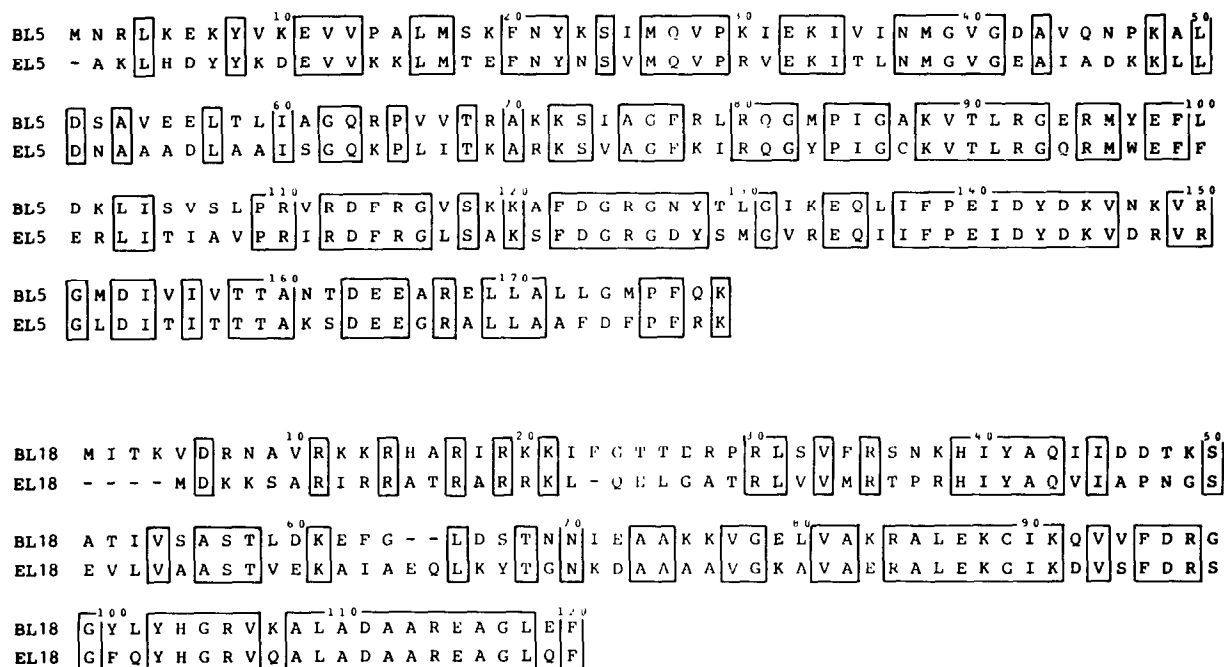 10 20 30 40 50
BL5 M N R L K E K Y V K E V V P A L M S K F N Y K S I M Q V P K I E K I V I N M G V G D A V Q N P K A L
EL5 - A K L H D Y Y K D E V V K K L M T E F N Y N S V M Q V P R V E K I T L N M G V G E A I A D K K L L
60 70 80 90 100
BL5 D S A V E E L T L I A G Q R P V V T R A K K S I A G F R L R Q G M P I G A K V T L R G E R M Y E F L
EL5 D N A A A D L A A I S G Q K P L I T K A R K S V A G F K I R Q G Y P I G C K V T L R G Q R M W E F F
110 120 130 140 150
BL5 D K L I S V S L P R V R D F R G V S K K A F D G R G N Y T L G I K E Q L I F P E I D Y D K V N K V R
EL5 E R L I T I A V P R I R D F R G L S A K S F D G R G D Y S M G V R E Q I I F P E I D Y D K V D R V R
160 170
BL5 G M D I V I V T T A N T D E E A R E L L A L L G M P F Q K
EL5 G L D I T I T T T A K S D E E G R A L L A A F D F P F R K
10 20 30 40 50
BL18 M I T K V D R N A V R K K R H A R I R K K I F G T T E R P R L S V F R S N K H I Y A Q I I D D T K S
EL18 - - - - M D K K S A R I R R A T R A R R K L - Q E L G A T R L V V M R T P R H I Y A Q V I A P N G S
60 70 80 90
BL18 A T I V S A S T L D K E F G - - L D S T N N I E A A K K V G E L V A K R A L E K C I K Q V V F D R G
EL18 E V L V A A S T V E K A I A E Q L K Y T G N K D A A A A V G K A V A E R A L E K G I K D V S F D R S
100 110 120
BL18 G Y L Y H G R V K A L A D A A R E A G L E F
EL18 G F Q Y H G R V Q A L A D A A R E A G L Q F